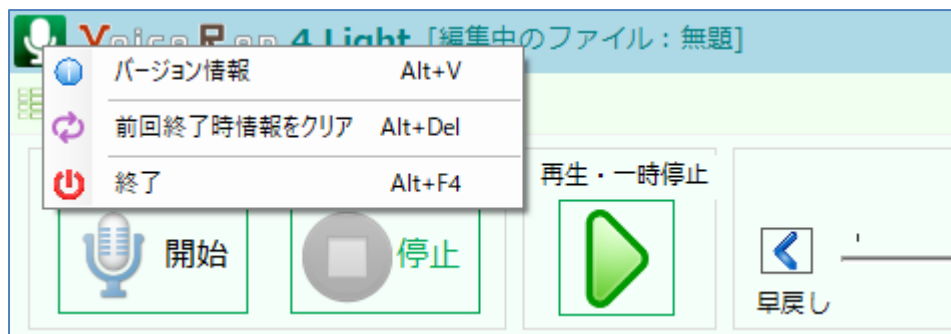 4 Light [編集中のファイル：無題]
バージョン情報 Alt+V
前回終了時情報をクリア Alt+Del
終了 Alt+F4
再生・一時停止
開始
停止
早戻し